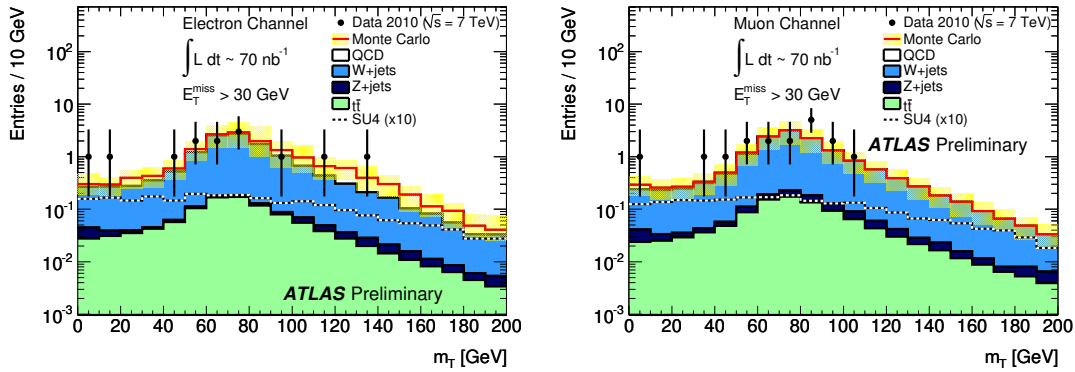 Entries / 10 GeV
10²
10
1
10⁻¹
10⁻²
10⁻³
Electron Channel
∫ L dt ~ 70 nb⁻¹
E_T^miss > 30 GeV
Data 2010 (√s = 7 TeV)
Monte Carlo
QCD
W+jets
Z+jets
tt̄
SU4 (x10)
ATLAS Preliminary
0 20 40 60 80 100 120 140 160 180 200
m_T [GeV]
Entries / 10 GeV
10²
10
1
10⁻¹
10⁻²
10⁻³
Muon Channel
∫ L dt ~ 70 nb⁻¹
E_T^miss > 30 GeV
Data 2010 (√s = 7 TeV)
Monte Carlo
QCD
W+jets
Z+jets
tt̄
SU4 (x10)
ATLAS Preliminary
0 20 40 60 80 100 120 140 160 180 200
m_T [GeV]